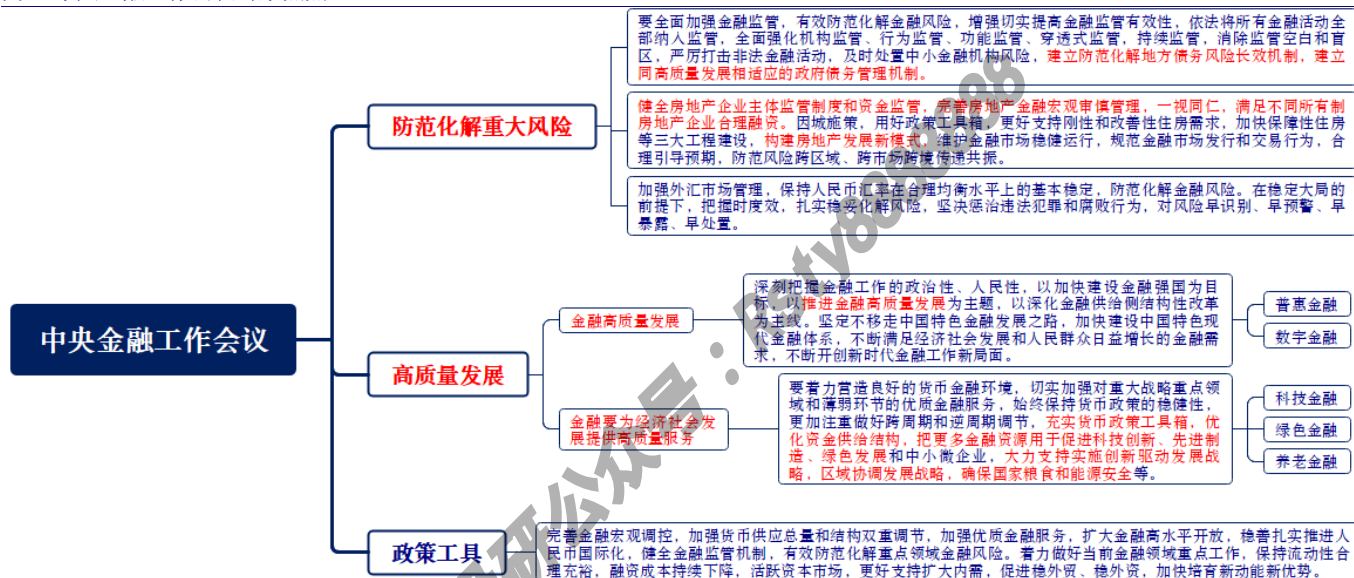 要全面加强金融监管，有效防范化解金融风险，增强切实提高金融监管有效性，依法将所有金融活动全
部纳入监管，全面强化机构监管、行为监管、功能监管、穿透式监管，持续监管，消除监管空白和盲
区，严厉打击非法金融活动，及时处置中小金融机构风险，建立防范化解地方债务风险长效机制，建立
同高质量发展相适应的政府债务管理机制。
防范化解重大风险
健全房地产企业主体监管制度和资金监管，完善房地产金融宏观审慎管理，一视同仁，满足不同所有制
房地产企业合理融资。因城施策，用好政策工具箱，更好支持刚性和改善性住房需求，加快保障性住房
等三大工程建设，构建房地产发展新模式，维护金融市场稳健运行，规范金融市场发行和交易行为，合
理引导预期，防范风险跨区域、跨市场跨境传递共振。
加强外汇市场管理，保持人民币汇率在合理均衡水平上的基本稳定，防范化解金融风险。在稳定大局的
前提下，把握时度效，扎实稳妥化解风险，坚决惩治违法犯罪和腐败行为，对风险早识别、早预警、早
暴露、早处置。
中央金融工作会议
高质量发展
金融高质量发展
深刻把握金融工作的政治性、人民性，以加快建设金融强国为目
标，以推进金融高质量发展为主题，以深化金融供给侧结构性改革
为主线。坚定不移走中国特色金融发展之路，加快建设中国特色现
代金融体系，不断满足经济社会发展和人民群众日益增长的金融需
求，不断开创新时代金融工作新局面。
普惠金融
数字金融
金融要为经济社会发
展提供高质量服务
要着力营造良好的货币金融环境，切实加强对重大战略重点领
域和薄弱环节的优质金融服务，始终保持货币政策的稳健性，
更加注重做好跨周期和逆周期调节，充实货币政策工具箱，优
化资金供给结构，把更多金融资源用于促进科技创新、先进制
造、绿色发展和中小微企业，大力支持实施创新驱动发展战
略，区域协调发展战略，确保国家粮食和能源安全等。
科技金融
绿色金融
养老金融
政策工具
完善金融宏观调控，加强货币供应总量和结构双重调节，加强优质金融服务，扩大金融高水平开放，稳善扎实推进人
民币国际化，健全金融监管机制，有效防范化解重点领域金融风险。着力做好当前金融领域重点工作，保持流动性合
理充裕，融资成本持续下降，活跃资本市场，更好支持扩大内需，促进稳外贸、稳外资，加快培育新动能新优势。
研公众号：Rsty888888